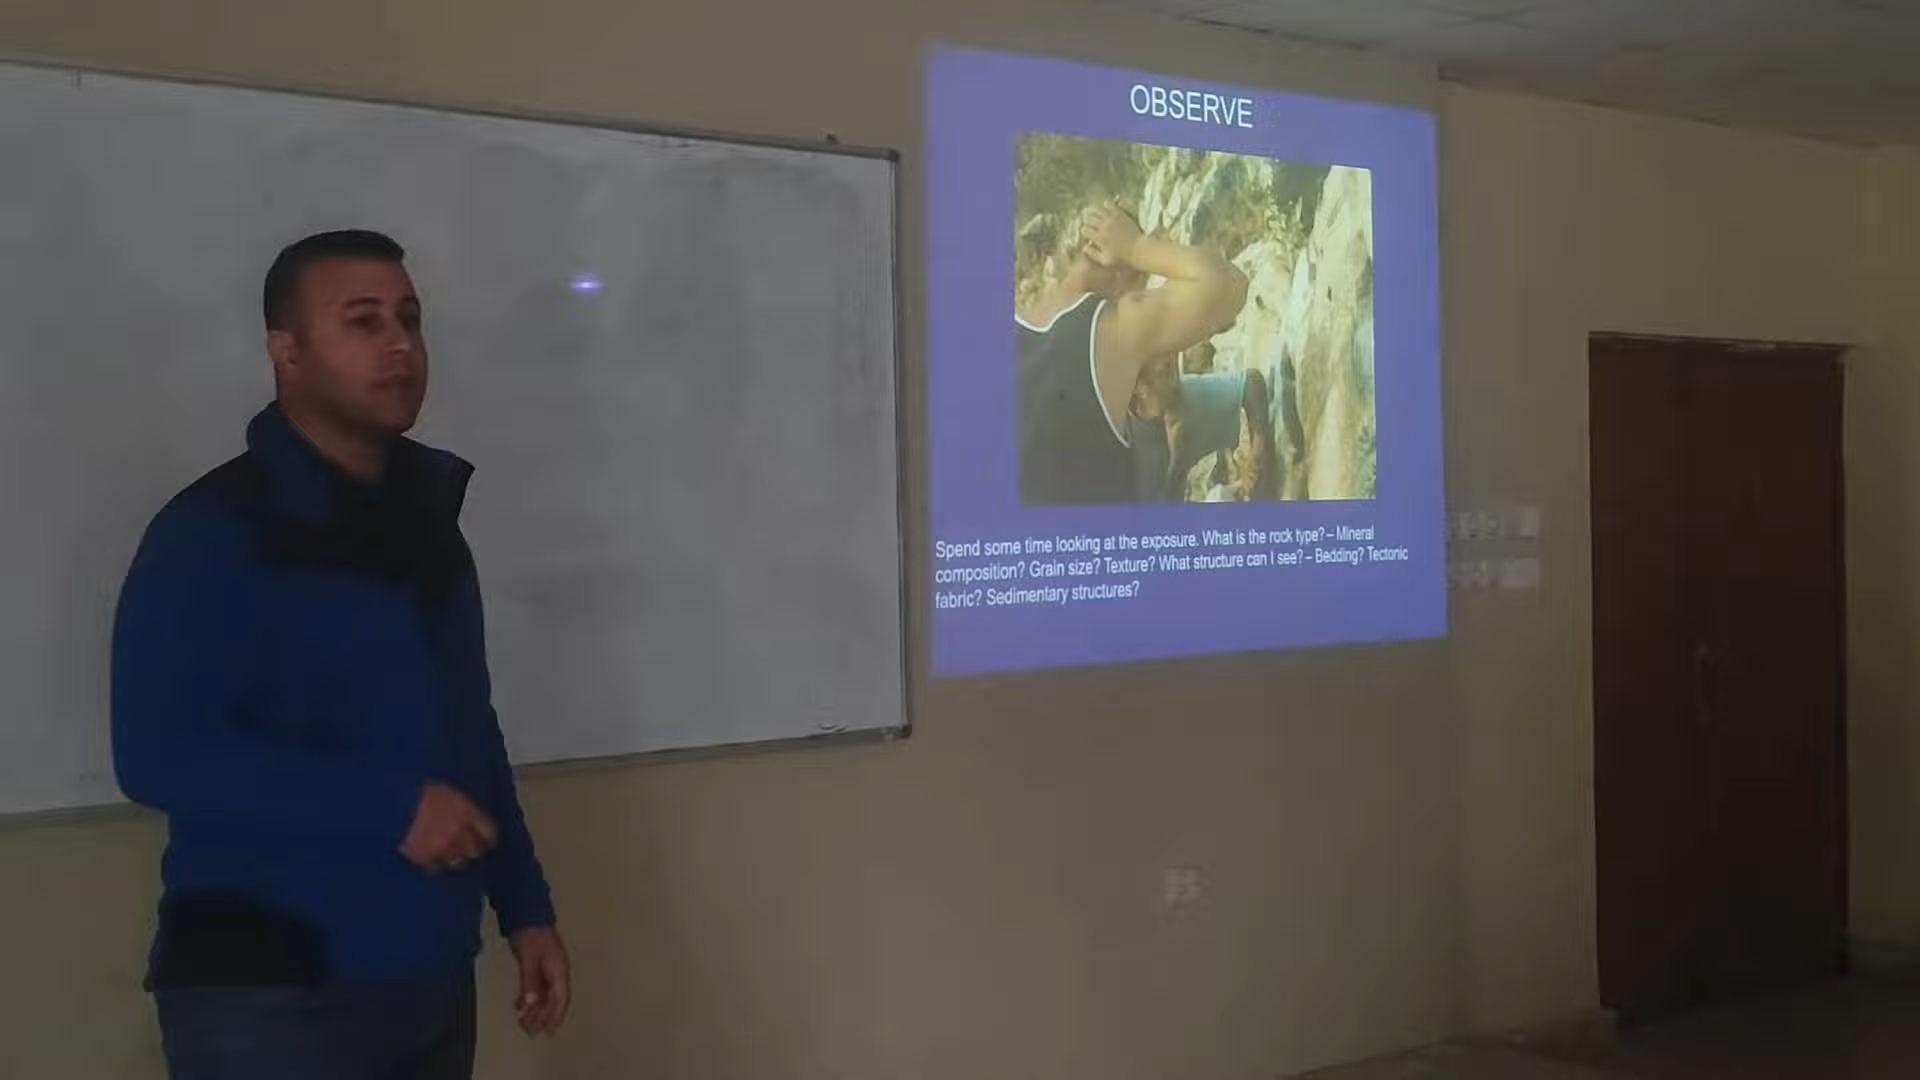 OBSERVE
Spend some time looking at the exposure. What is the rock type? – Mineral
composition? Grain size? Texture? What structure can I see? – Bedding? Tectonic
fabric? Sedimentary structures?